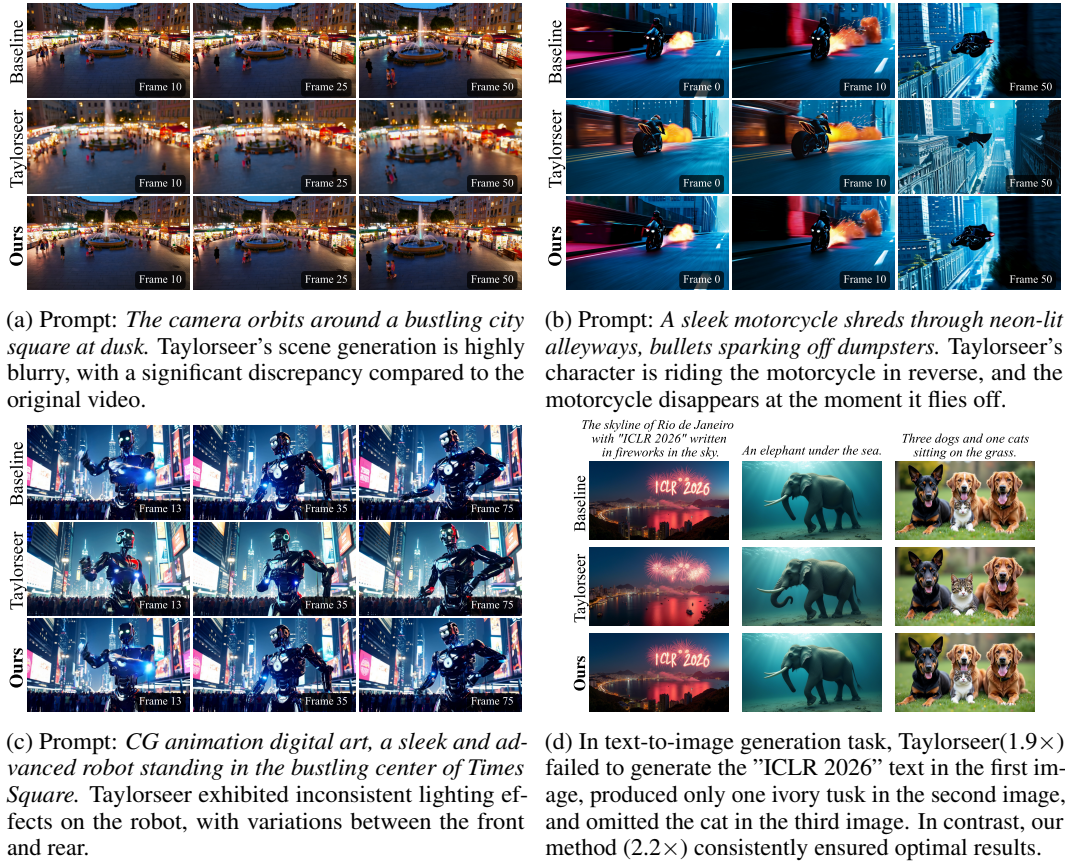 Baseline
Frame 10
Frame 25
Frame 50
Taylorseer
Frame 10
Frame 25
Frame 50
Ours
Frame 10
Frame 25
Frame 50
(a) Prompt: The camera orbits around a bustling city
square at dusk. Taylorseer's scene generation is highly
blurry, with a significant discrepancy compared to the
original video.
Baseline
Frame 0
Frame 10
Frame 50
Taylorseer
Frame 0
Frame 10
Frame 50
Ours
Frame 0
Frame 10
Frame 50
(b) Prompt: A sleek motorcycle shreds through neon-lit
alleyways, bullets sparking off dumpsters. Taylorseer's
character is riding the motorcycle in reverse, and the
motorcycle disappears at the moment it flies off.
Baseline
Frame 13
Frame 35
Frame 75
Taylorseer
Frame 13
Frame 35
Frame 75
Ours
Frame 13
Frame 35
Frame 75
(c) Prompt: CG animation digital art, a sleek and ad-
vanced robot standing in the bustling center of Times
Square. Taylorseer exhibited inconsistent lighting ef-
fects on the robot, with variations between the front
and rear.
The skyline of Rio de Janeiro
with "ICLR 2026" written
in fireworks in the sky.
An elephant under the sea.
Three dogs and one cats
sitting on the grass.
Baseline
ICLR 2026
Taylorseer
Ours
ICLR 2026
(d) In text-to-image generation task, Taylorseer(1.9×)
failed to generate the ”ICLR 2026” text in the first im-
age, produced only one ivory tusk in the second image,
and omitted the cat in the third image. In contrast, our
method (2.2×) consistently ensured optimal results.